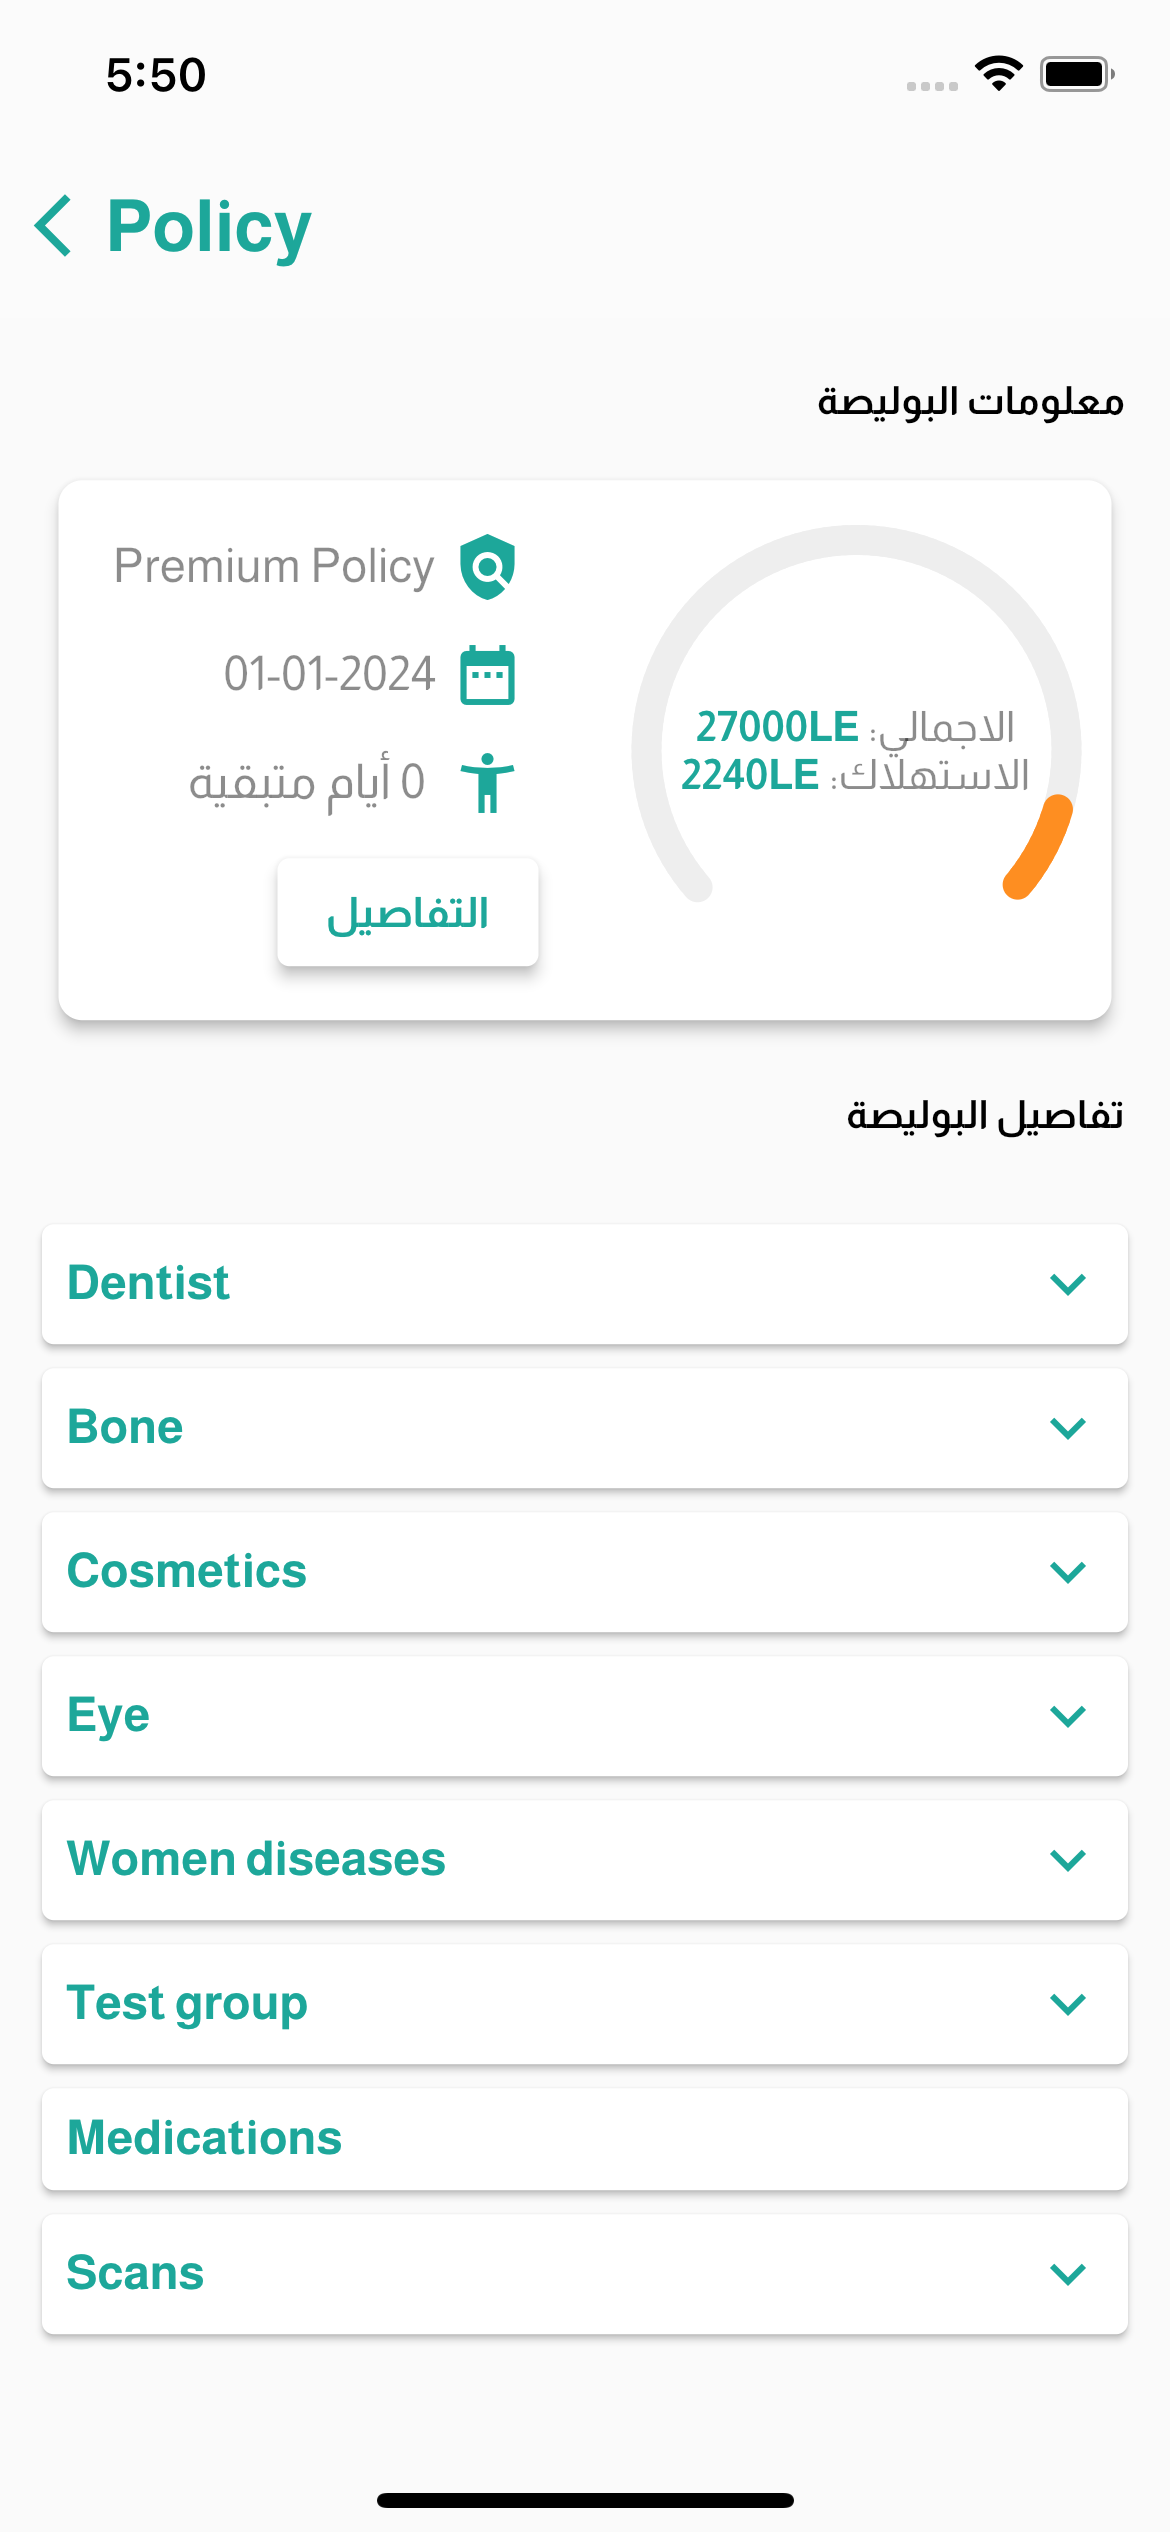 5:50
Policy
معلومات البوليصة
Premium Policy
01-01-2024
0 أيام متبقية
التفاصيل
الاجمالي: 27000LE
الاستهلاك: 2240LE
تفاصيل البوليصة
Dentist
Bone
Cosmetics
Eye
Women diseases
Test group
Medications
Scans